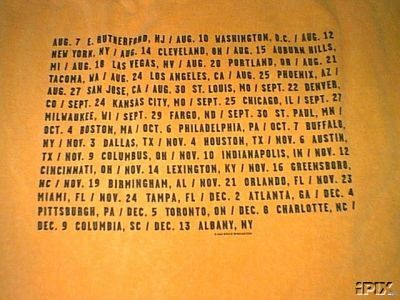 AUG. 7 E. RUTHERFORD, NJ / AUG. 10 WASHINGTON, D.C. / AUG. 12
NEW YORK, NY / AUG. 14 CLEVELAND, OH / AUG. 15 AUBURN HILLS,
MI / AUG. 18 LAS VEGAS, NV / AUG. 20 PORTLAND, OR / AUG. 21
TACOMA, WA / AUG. 24 LOS ANGELES, CA / AUG. 25 PHOENIX, AZ /
AUG. 27 SAN JOSE, CA / AUG. 30 ST. LOUIS, MO / SEPT. 22 DENVER,
CO / SEPT. 24 KANSAS CITY, MO / SEPT. 25 CHICAGO, IL / SEPT. 27
MILWAUKEE, WI / SEPT. 29 FARGO, ND / SEPT. 30 ST. PAUL, MN /
OCT. 4 BOSTON, MA / OCT. 6 PHILADELPHIA, PA / OCT. 7 BUFFALO,
NY / NOV. 3 DALLAS, TX / NOV. 4 HOUSTON, TX / NOV. 6 AUSTIN,
TX / NOV. 9 COLUMBUS, OH / NOV. 10 INDIANAPOLIS, IN / NOV. 12
CINCINNATI, OH / NOV. 14 LEXINGTON, KY / NOV. 16 GREENSBORO,
NC / NOV. 19 BIRMINGHAM, AL / NOV. 21 ORLANDO, FL / NOV. 23
MIAMI, FL / NOV. 24 TAMPA, FL / DEC. 2 ATLANTA, GA / DEC. 4
PITTSBURGH, PA / DEC. 5 TORONTO, ON / DEC. 8 CHARLOTTE, NC /
DEC. 9 COLUMBIA, SC / DEC. 13 ALBANY, NY
iPIX